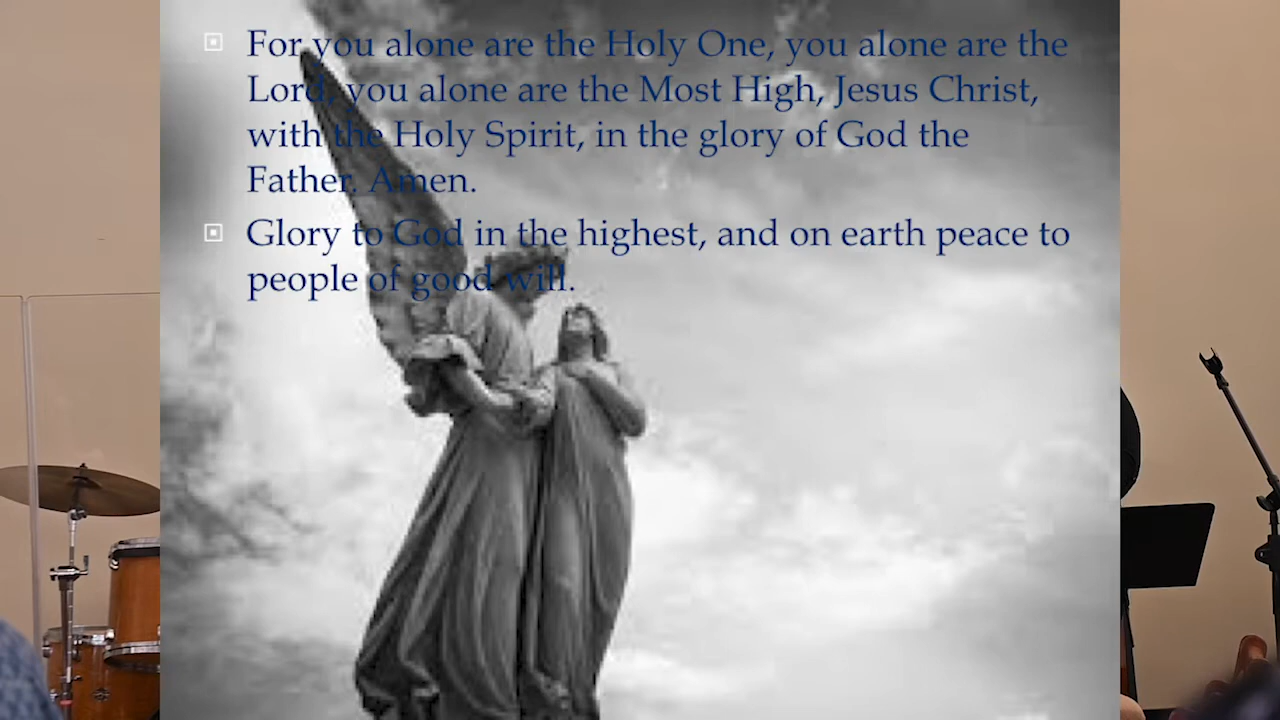 For you alone are the Holy One, you alone are the
Lord, you alone are the Most High, Jesus Christ,
with the Holy Spirit, in the glory of God the
Father. Amen.
Glory to God in the highest, and on earth peace to
people of good will.